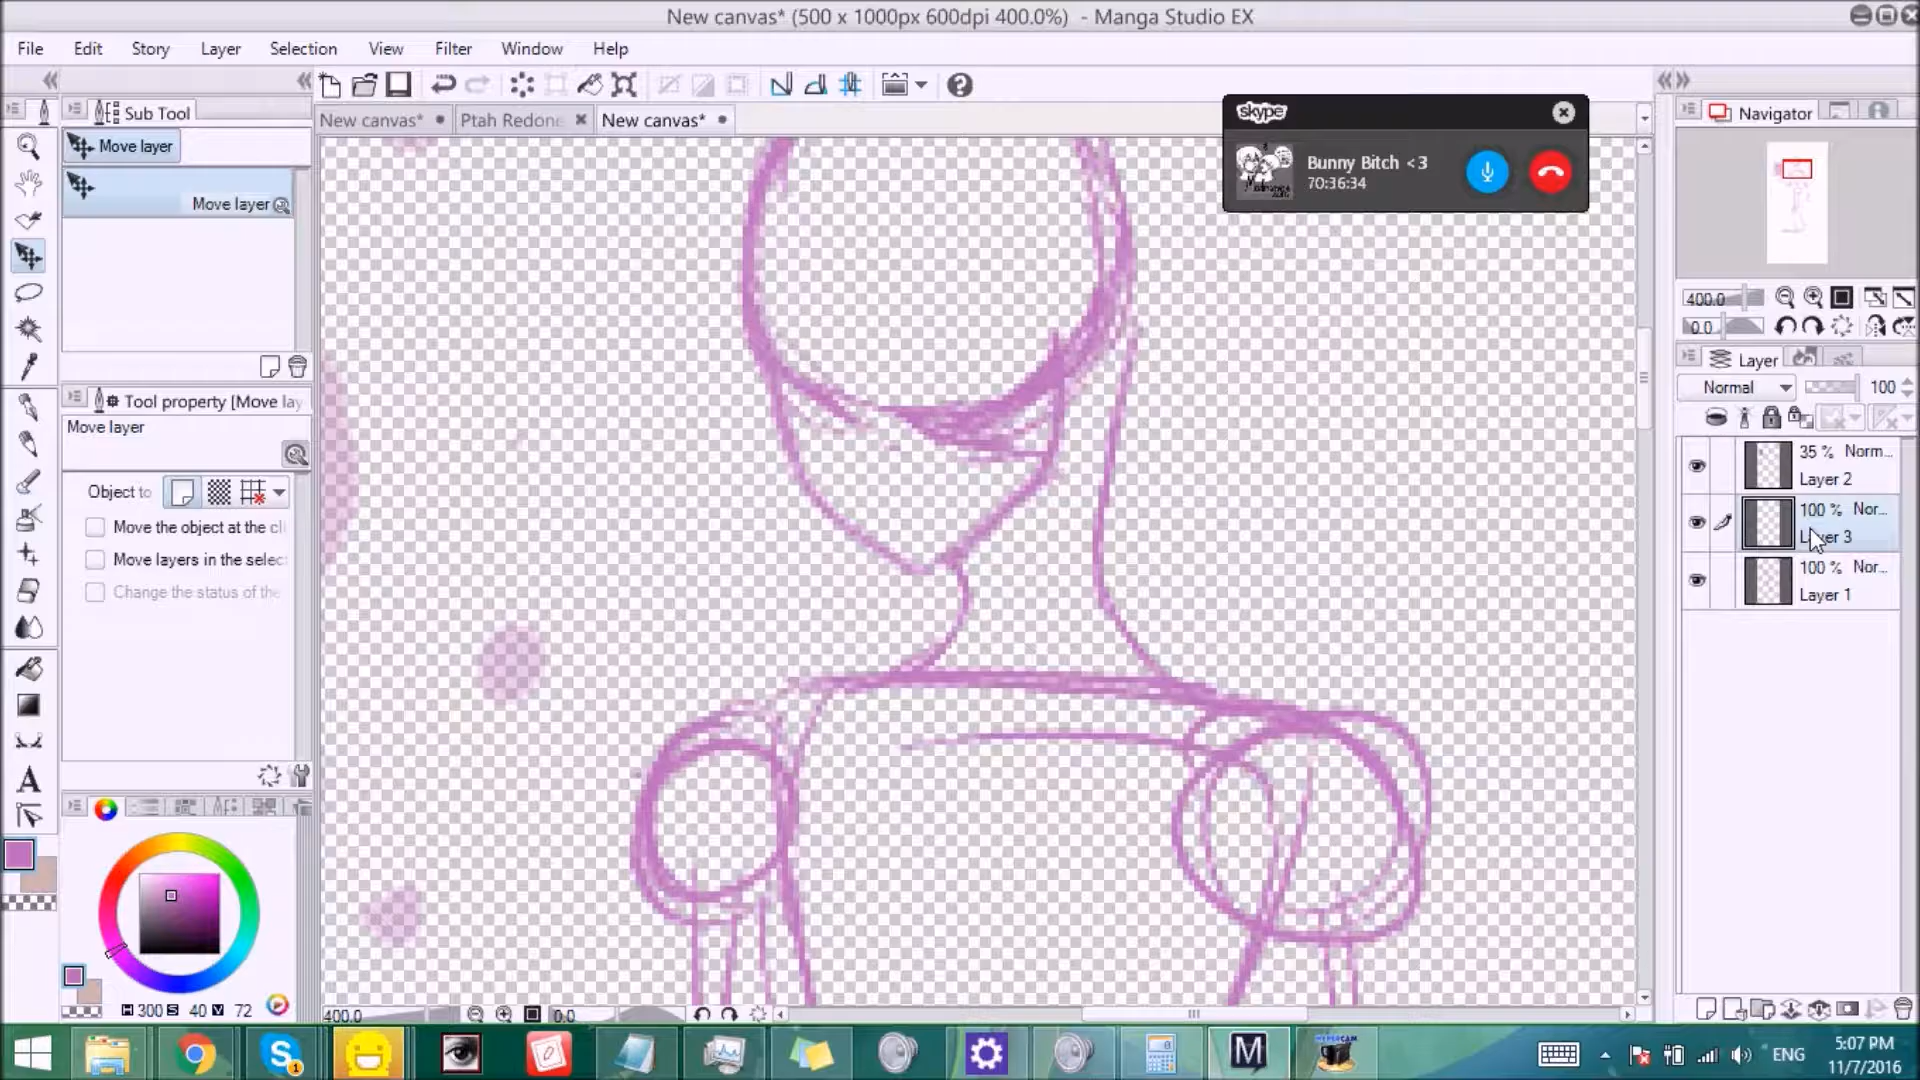 New canvas* (500 x 1000px 600dpi 400.0%) - Manga Studio EX
File Edit Story Layer Selection View Filter Window Help
Sub Tool
New canvas* Ptah Redone New canvas*
Move layer
Move layer
skype
Bunny Bitch <3
70:36:34
Navigator
400.0
0.0
Layer
Normal 100
35 % Norm...
Layer 2
100 % Nor...
Layer 3
100 % Nor...
Layer 1
Tool property [Move lay
Move layer
Object to
Move the object at the cli
Move layers in the selec
Change the status of the
H 300 S 40 V 72
400.0 0.0
ENG
5:07 PM
11/7/2016